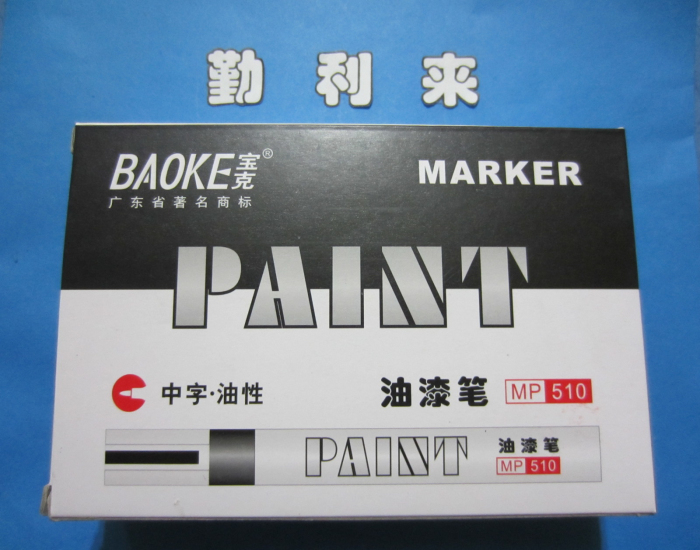 勤利来
BAOKE宝克®
广东省著名商标
MARKER
PAINT
中字·油性
油漆笔 MP 510
PAINT
油漆笔
MP 510